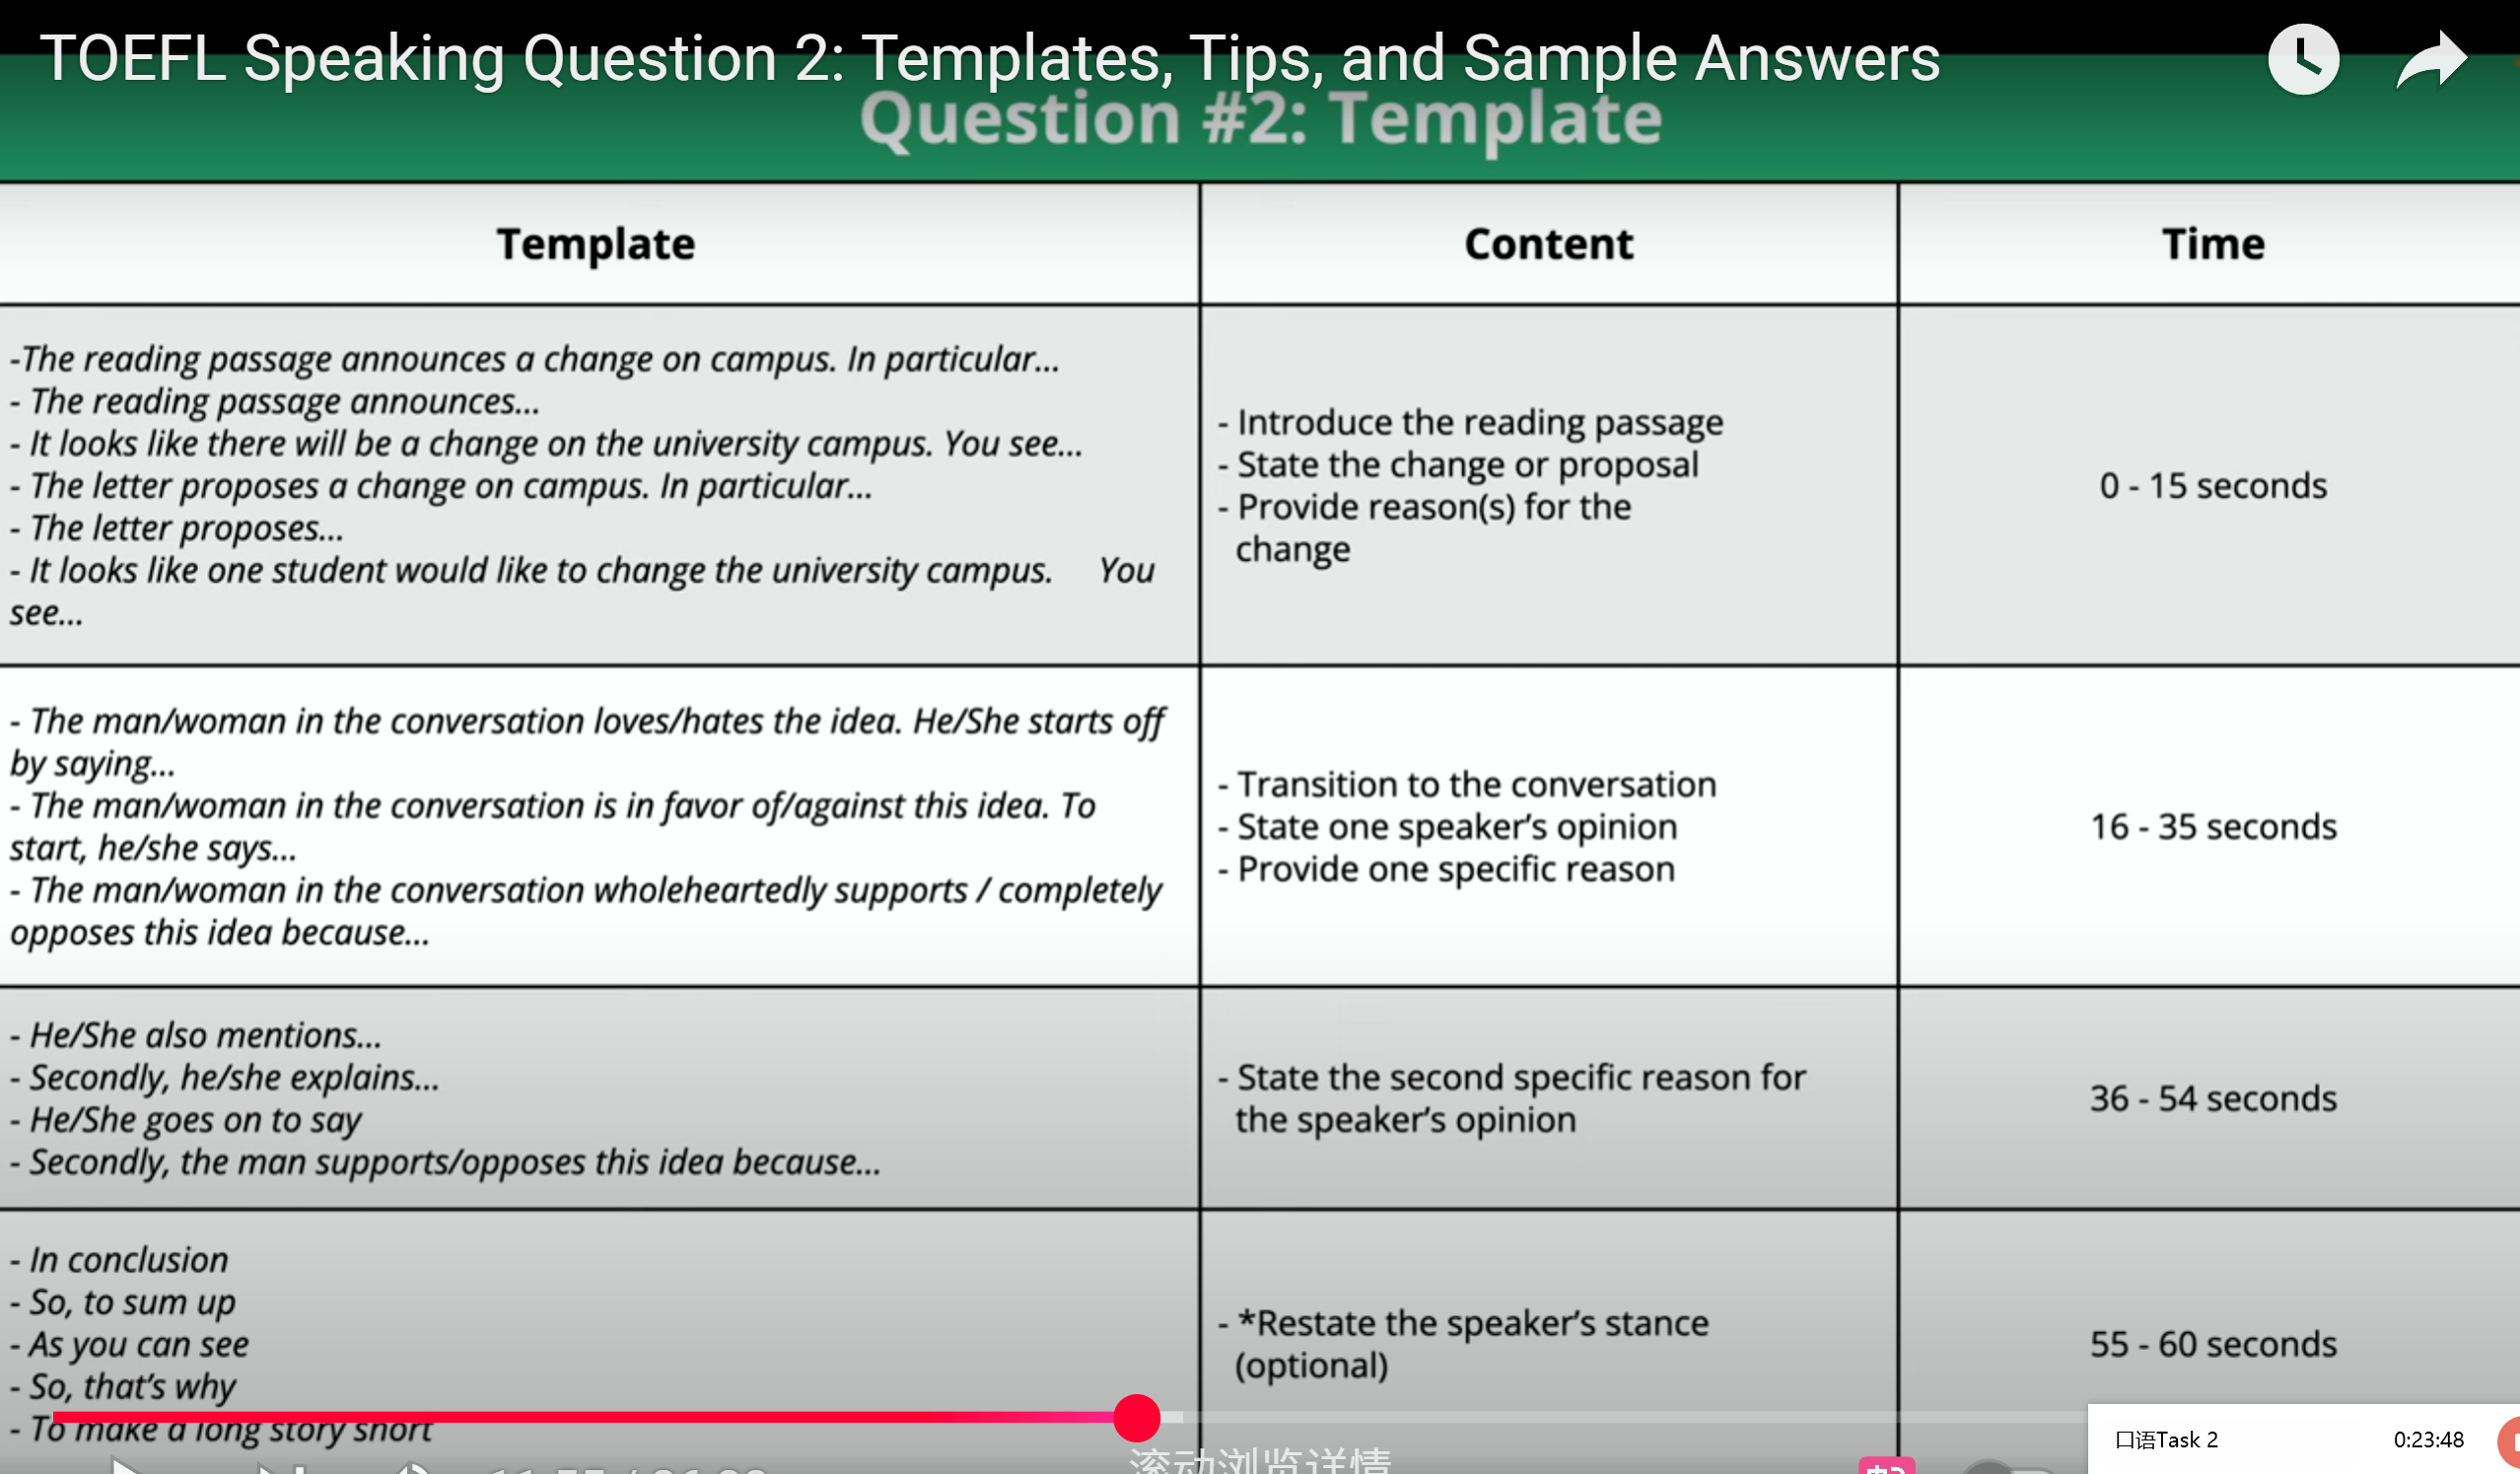 TOEFL Speaking Question 2: Templates, Tips, and Sample Answers
Question #2: Template
Template
Content
Time
-The reading passage announces a change on campus. In particular...
- The reading passage announces...
- It looks like there will be a change on the university campus. You see...
- The letter proposes a change on campus. In particular...
- The letter proposes...
- It looks like one student would like to change the university campus. You
see...
- Introduce the reading passage
- State the change or proposal
- Provide reason(s) for the
change
0 - 15 seconds
- The man/woman in the conversation loves/hates the idea. He/She starts off
by saying...
- The man/woman in the conversation is in favor of/against this idea. To
start, he/she says...
- The man/woman in the conversation wholeheartedly supports / completely
opposes this idea because...
- Transition to the conversation
- State one speaker's opinion
- Provide one specific reason
16 - 35 seconds
- He/She also mentions...
- Secondly, he/she explains...
- He/She goes on to say
- Secondly, the man supports/opposes this idea because...
- State the second specific reason for
the speaker's opinion
36 - 54 seconds
- In conclusion
- So, to sum up
- As you can see
- So, that's why
- To make a long story short
- *Restate the speaker's stance
(optional)
55 - 60 seconds
滚动浏览详情
口语Task 2
0:23:48